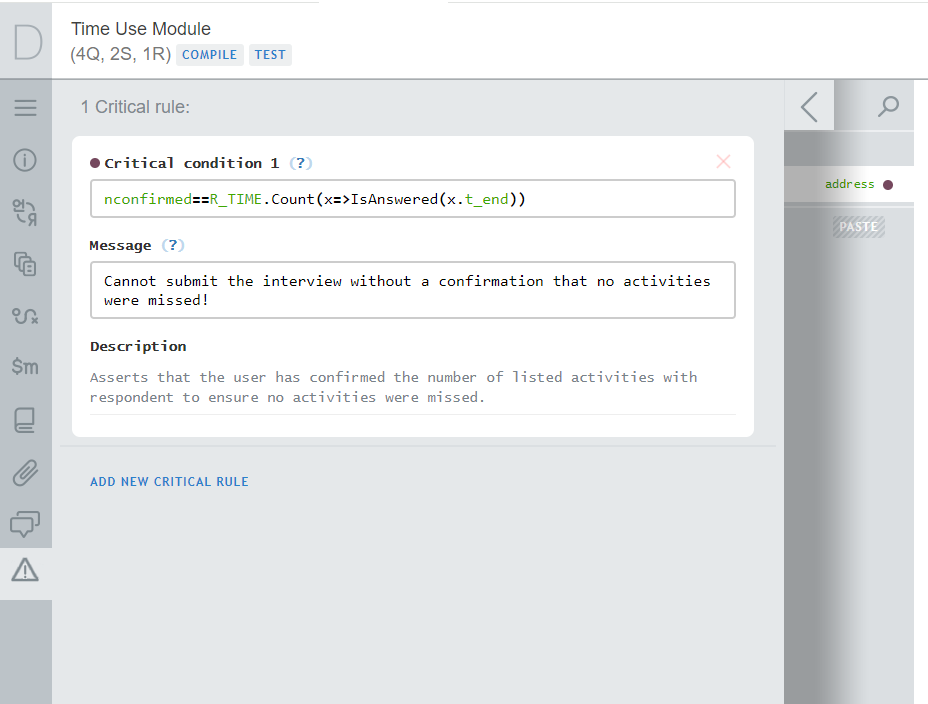 D
Time Use Module
(4Q, 2S, 1R) COMPILE TEST
1 Critical rule:
Critical condition 1 (?)
nconfirmed==R_TIME.Count(x=>IsAnswered(x.t_end))
Message (?)
Cannot submit the interview without a confirmation that no activities
were missed!
Description
Asserts that the user has confirmed the number of listed activities with
respondent to ensure no activities were missed.
ADD NEW CRITICAL RULE
$m
address
PASTE